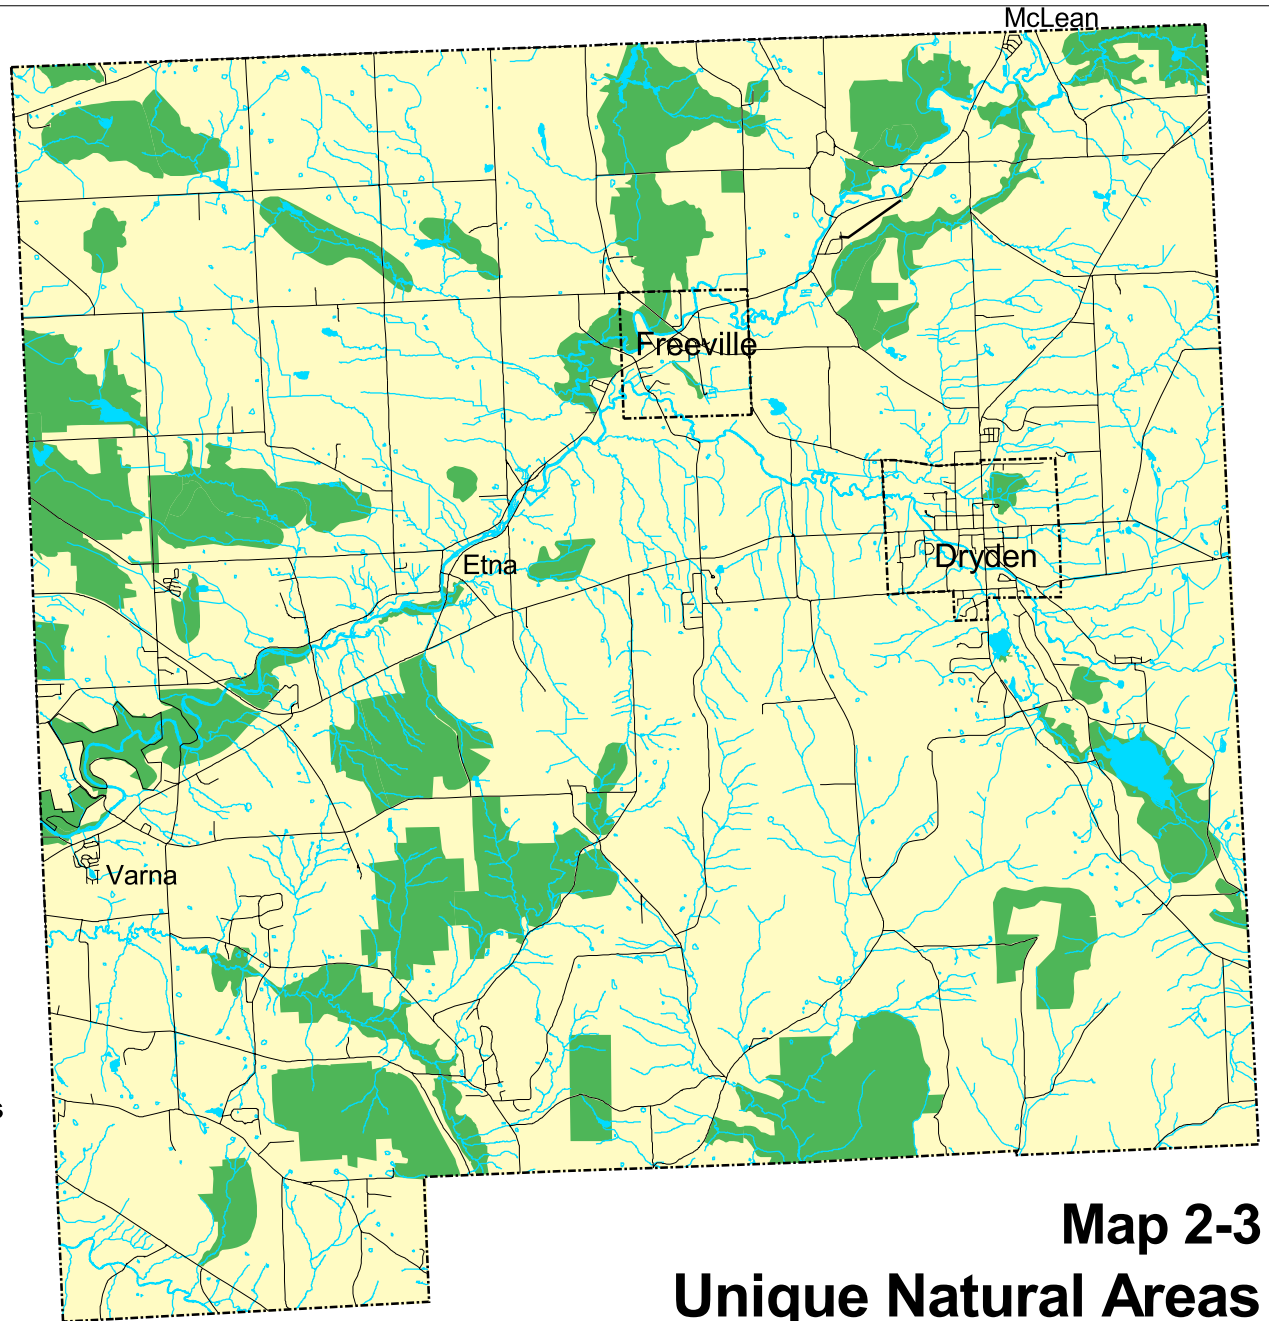 McLean
Freeville
Dryden
Etna
Varna
s
Map 2-3
Unique Natural Areas